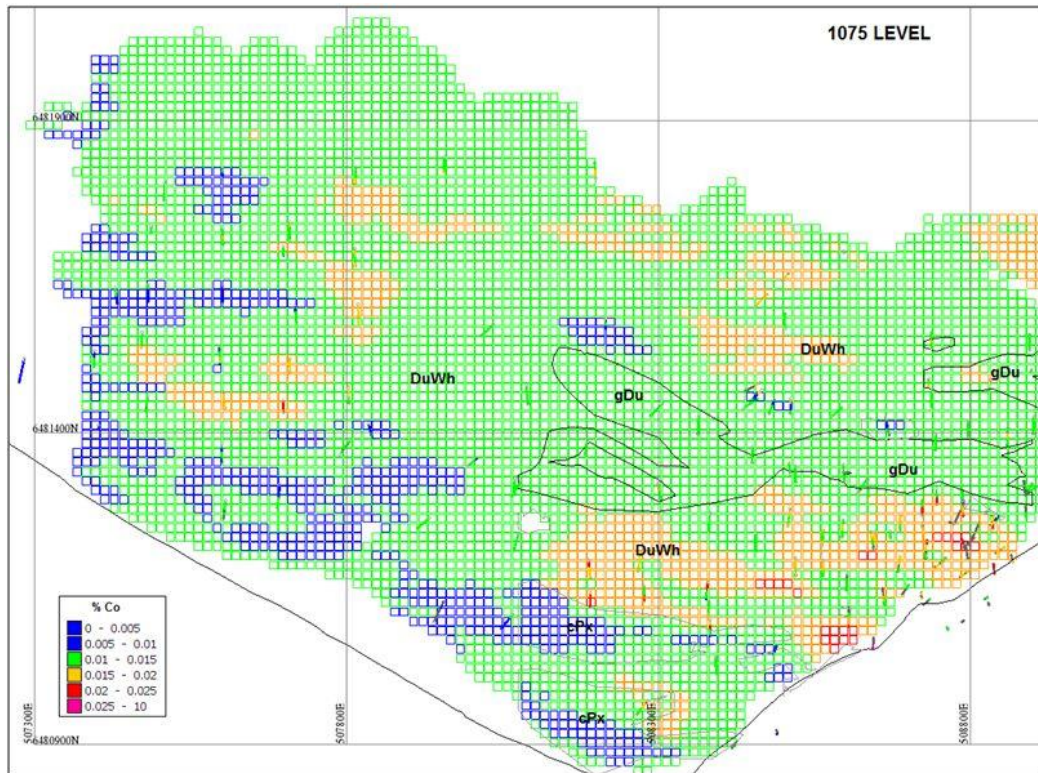 1075 LEVEL
6481900N
DuWh
DuWh
gDu
gDu
6481400N
gDu
DuWh
% Co
0 - 0.005
0.005 - 0.01
0.01 - 0.015
0.015 - 0.02
0.02 - 0.025
0.025 - 10
cPx
cPx
507300E
507800E
508300E
508800E
6480900N